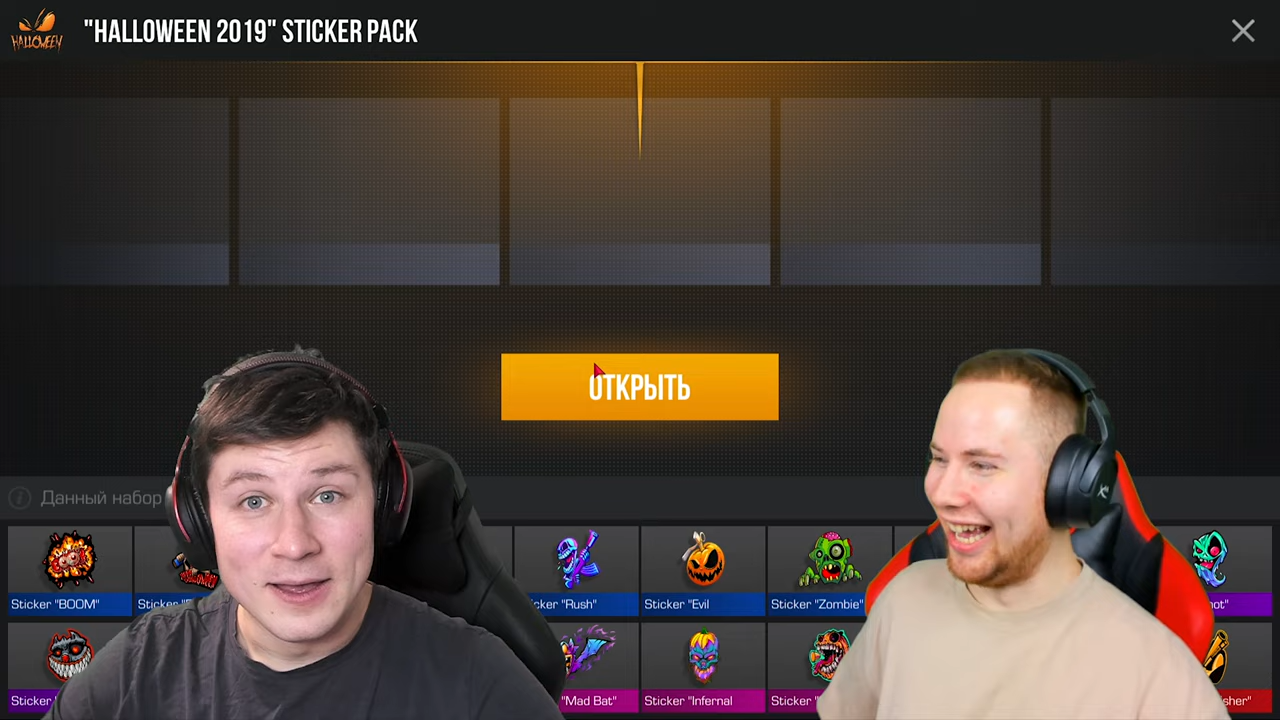 HALLOWEEN
"HALLOWEEN 2019" STICKER PACK
ОТКРЫТЬ
Данный набор
Sticker "BOOM"
Sticker
"Rush"
Sticker "Evil
Sticker "Zombie"
Sticker
"Mad Bat"
Sticker "Infernal
Sticker